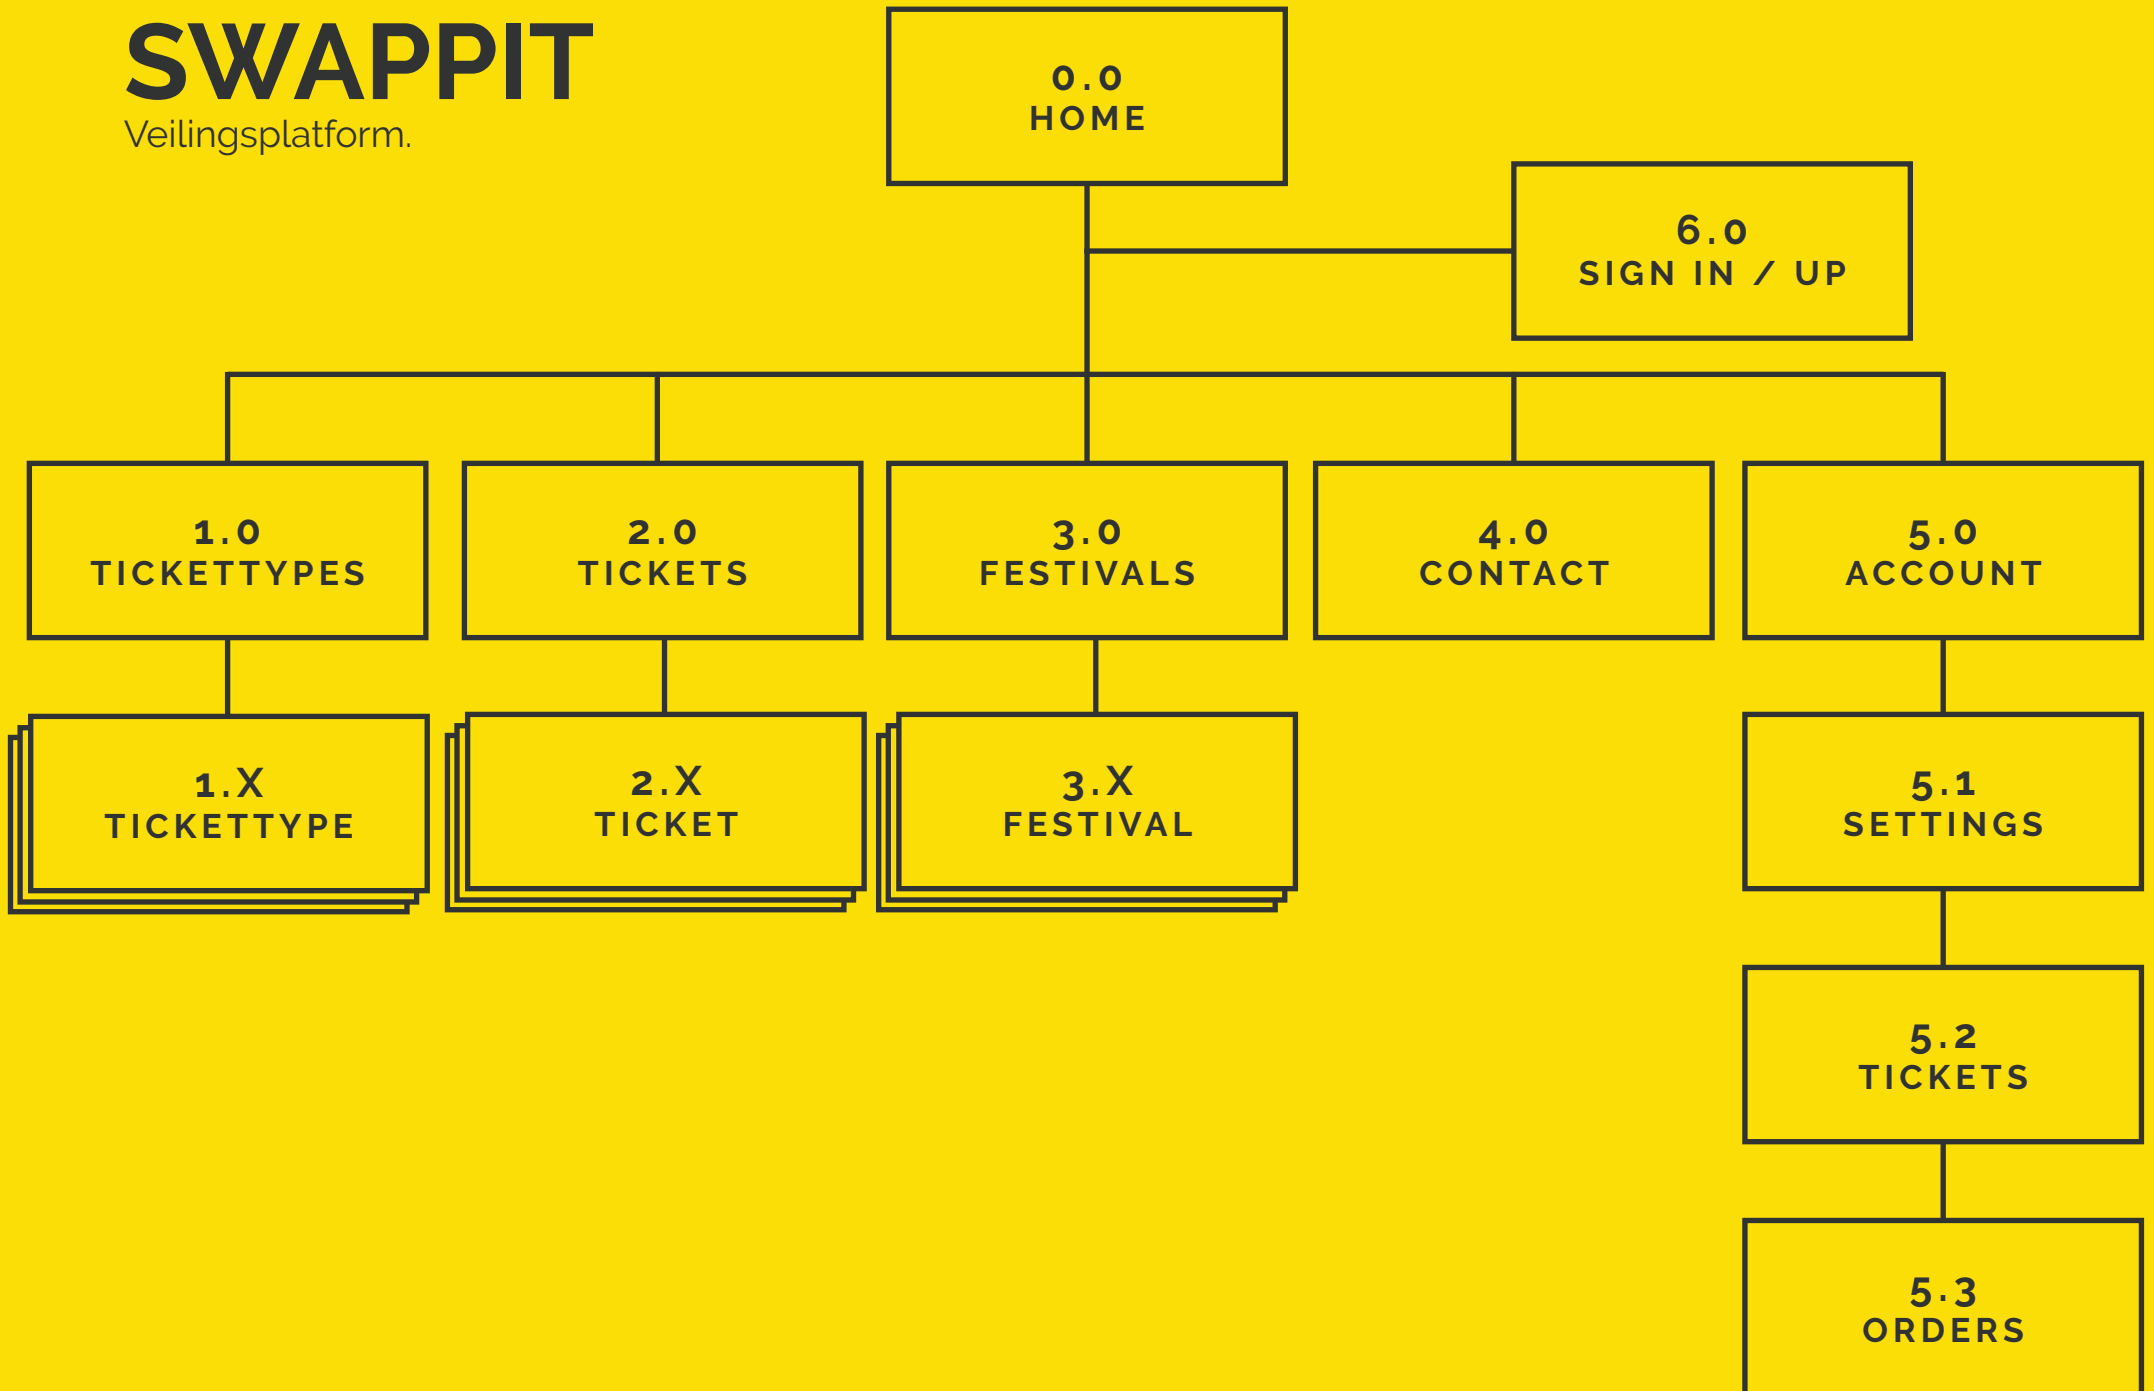 SWAPPIT
Veilingsplatform.
0.0
HOME
6.0
SIGN IN / UP
1.0
TICKETTYPES
2.0
TICKETS
3.0
FESTIVALS
4.0
CONTACT
5.0
ACCOUNT
1.X
TICKETTYPE
2.X
TICKET
3.X
FESTIVAL
5.1
SETTINGS
5.2
TICKETS
5.3
ORDERS